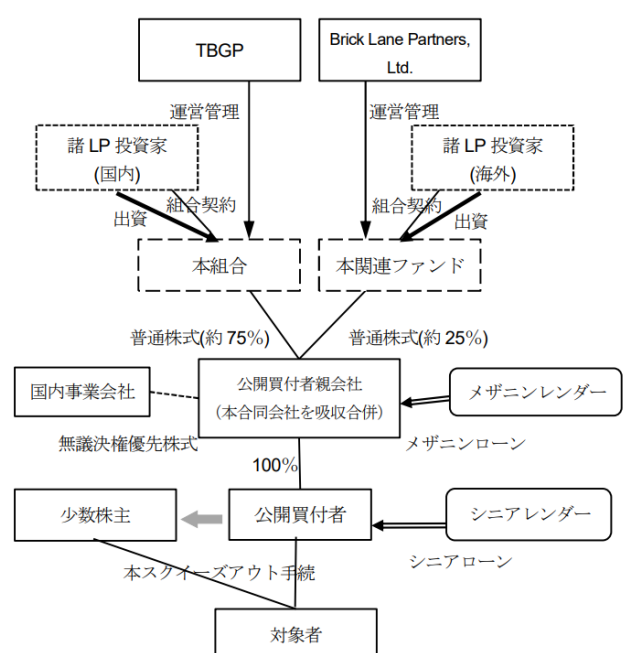 TBGP
Brick Lane Partners,
Ltd.
運営管理
運営管理
諸 LP 投資家
(国内)
諸 LP 投資家
(海外)
組合契約
出資
組合契約
出資
本組合
本関連ファンド
普通株式(約 75%)
普通株式(約 25%)
国内事業会社
公開買付者親会社
(本合同会社を吸収合併)
メザニンレンダー
無議決権優先株式
メザニンローン
100%
少数株主
公開買付者
シニアレンダー
シニアローン
本スクイーズアウト手続
対象者